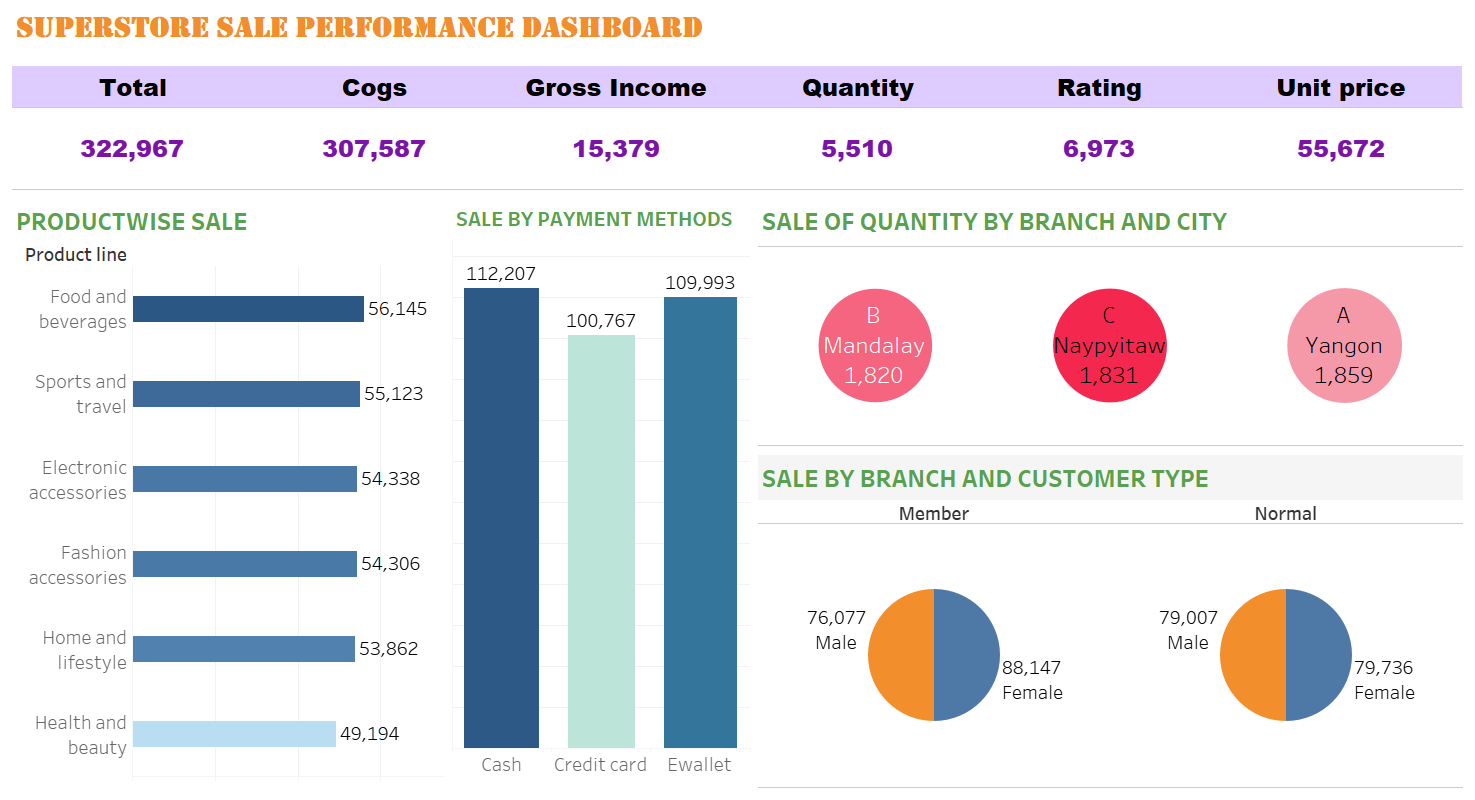 SUPERSTORE SALE PERFORMANCE DASHBOARD
Total Cogs Gross Income Quantity Rating Unit price
322,967 307,587 15,379 5,510 6,973 55,672
PRODUCTWISE SALE
Product line
Food and
beverages
56,145
Sports and
travel
55,123
Electronic
accessories
54,338
Fashion
accessories
54,306
Home and
lifestyle
53,862
Health and
beauty
49,194
SALE BY PAYMENT METHODS
112,207
100,767
109,993
Cash Credit card Ewallet
SALE OF QUANTITY BY BRANCH AND CITY
B
Mandalay
1,820
C
Naypyitaw
1,831
A
Yangon
1,859
SALE BY BRANCH AND CUSTOMER TYPE
Member
76,077
Male
88,147
Female
Normal
79,007
Male
79,736
Female